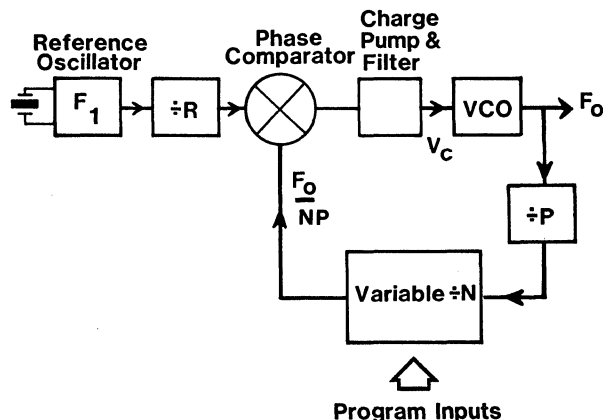 Reference
Oscillator
Phase
Comparator
Charge
Pump &
Filter
F1
÷R
VC
VCO
FO
FO
NP
÷P
Variable ÷N
Program Inputs